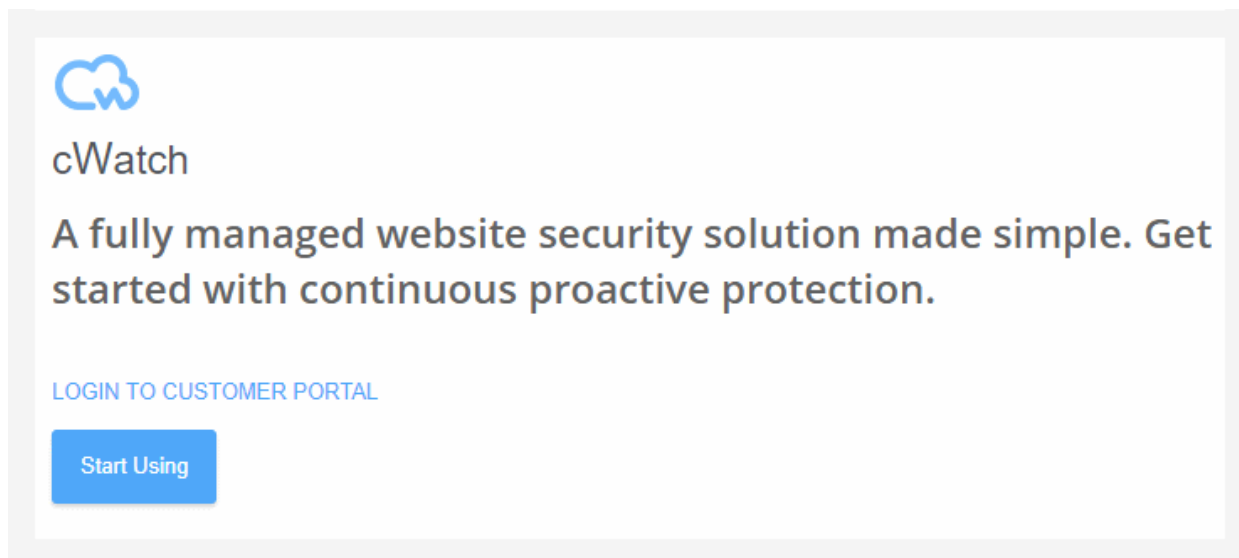 cWatch
A fully managed website security solution made simple. Get
started with continuous proactive protection.
LOGIN TO CUSTOMER PORTAL
Start Using